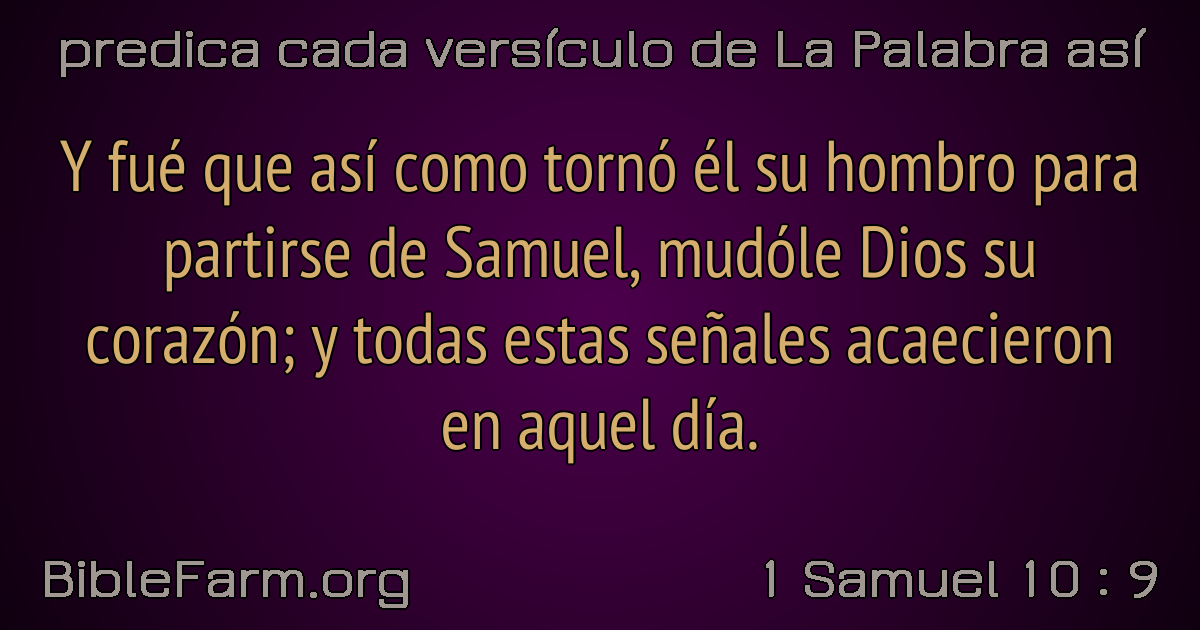 predica cada versículo de La Palabra así
Y fué que así como tornó él su hombro para
partirse de Samuel, mudóle Dios su
corazón; y todas estas señales acaecieron
en aquel día.
BibleFarm.org
1 Samuel 10 : 9